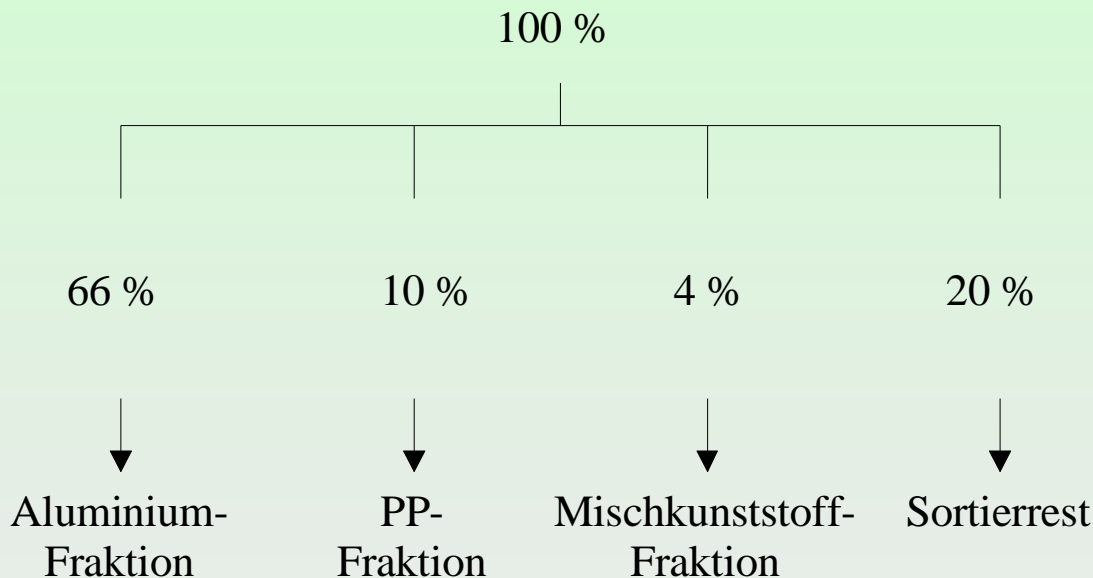 100 %
66 % 10 % 4 % 20 %
Aluminium- PP- Mischkunststoff- Sortierrest
Fraktion Fraktion Fraktion